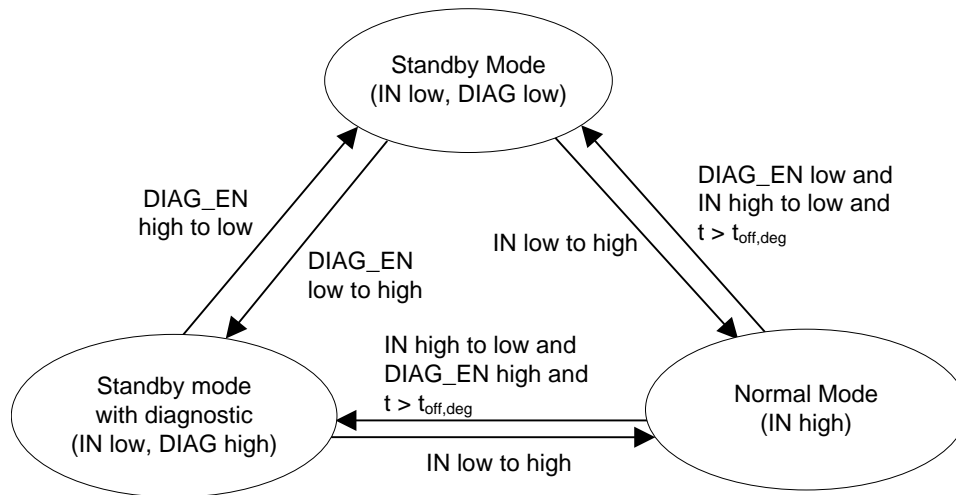 Standby Mode
(IN low, DIAG low)
DIAG_EN
high to low
DIAG_EN
low to high
IN low to high
DIAG_EN low and
IN high to low and
t > toff,deg
IN high to low and
DIAG_EN high and
t > toff,deg
Standby mode
with diagnostic
(IN low, DIAG high)
Normal Mode
(IN high)
IN low to high